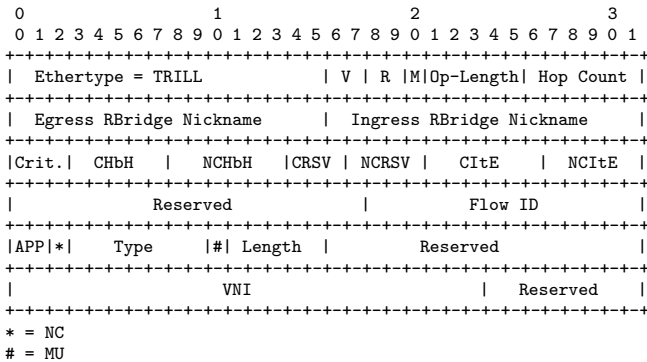 0                   1                   2                   3
 0 1 2 3 4 5 6 7 8 9 0 1 2 3 4 5 6 7 8 9 0 1 2 3 4 5 6 7 8 9 0 1
+-+-+-+-+-+-+-+-+-+-+-+-+-+-+-+-+-+-+-+-+-+-+-+-+-+-+-+-+-+-+-+-+
|  Ethertype = TRILL            | V | R |M|Op-Length| Hop Count |
+-+-+-+-+-+-+-+-+-+-+-+-+-+-+-+-+-+-+-+-+-+-+-+-+-+-+-+-+-+-+-+-+
|  Egress RBridge Nickname      |  Ingress RBridge Nickname     |
+-+-+-+-+-+-+-+-+-+-+-+-+-+-+-+-+-+-+-+-+-+-+-+-+-+-+-+-+-+-+-+-+
|Crit.|  CHbH   |   NCHbH   |CRSV | NCRSV |   CItE    |  NCItE  |
+-+-+-+-+-+-+-+-+-+-+-+-+-+-+-+-+-+-+-+-+-+-+-+-+-+-+-+-+-+-+-+-+
|             Reserved              |          Flow ID          |
+-+-+-+-+-+-+-+-+-+-+-+-+-+-+-+-+-+-+-+-+-+-+-+-+-+-+-+-+-+-+-+-+
|APP|*|    Type     |#| Length  |         Reserved              |
+-+-+-+-+-+-+-+-+-+-+-+-+-+-+-+-+-+-+-+-+-+-+-+-+-+-+-+-+-+-+-+-+
|                     VNI                       |   Reserved    |
+-+-+-+-+-+-+-+-+-+-+-+-+-+-+-+-+-+-+-+-+-+-+-+-+-+-+-+-+-+-+-+-+
* = NC
# = MU